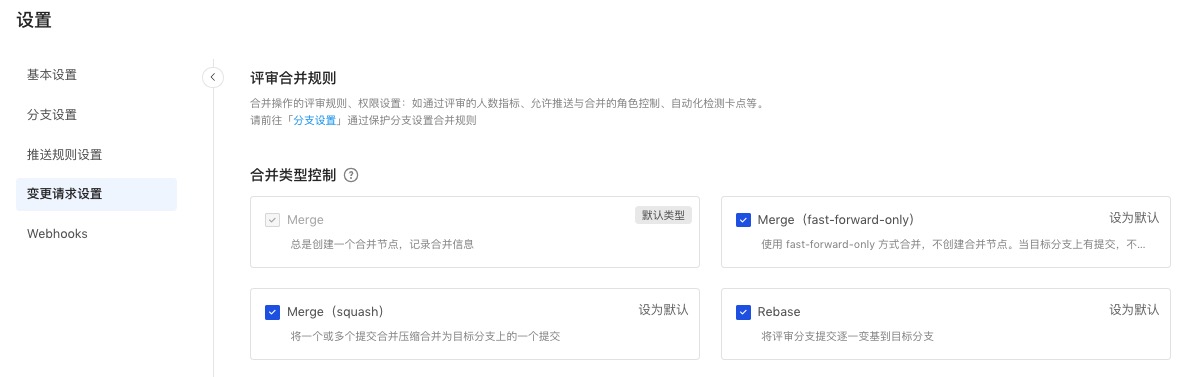 设置
基本设置
分支设置
推送规则设置
变更请求设置
Webhooks
评审合并规则
合并操作的评审规则、权限设置：如通过评审的人数指标、允许推送与合并的角色控制、自动化检测卡点等。
请前往「分支设置」通过保护分支设置合并规则
合并类型控制 ?
Merge
默认类型
总是创建一个合并节点，记录合并信息
Merge（fast-forward-only）
设为默认
使用 fast-forward-only 方式合并，不创建合并节点。当目标分支上有提交，不...
Merge（squash）
设为默认
将一个或多个提交合并压缩合并为目标分支上的一个提交
Rebase
设为默认
将评审分支提交逐一变基到目标分支